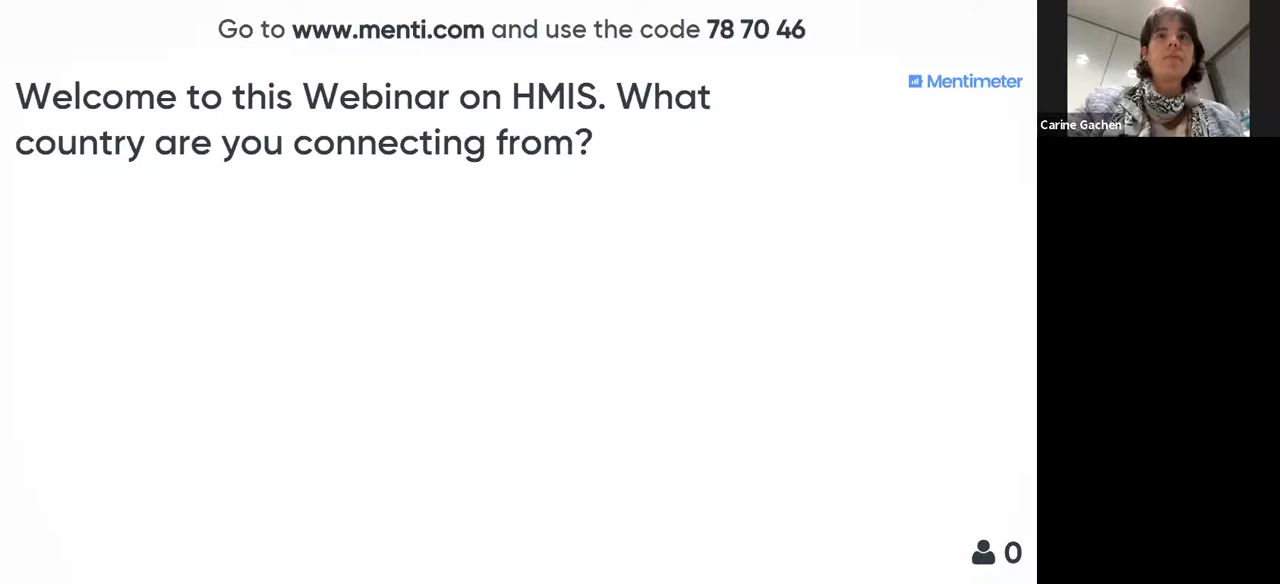 Go to www.menti.com and use the code 78 70 46
Welcome to this Webinar on HMIS. What
country are you connecting from?
Mentimeter
Carine Gachen
0